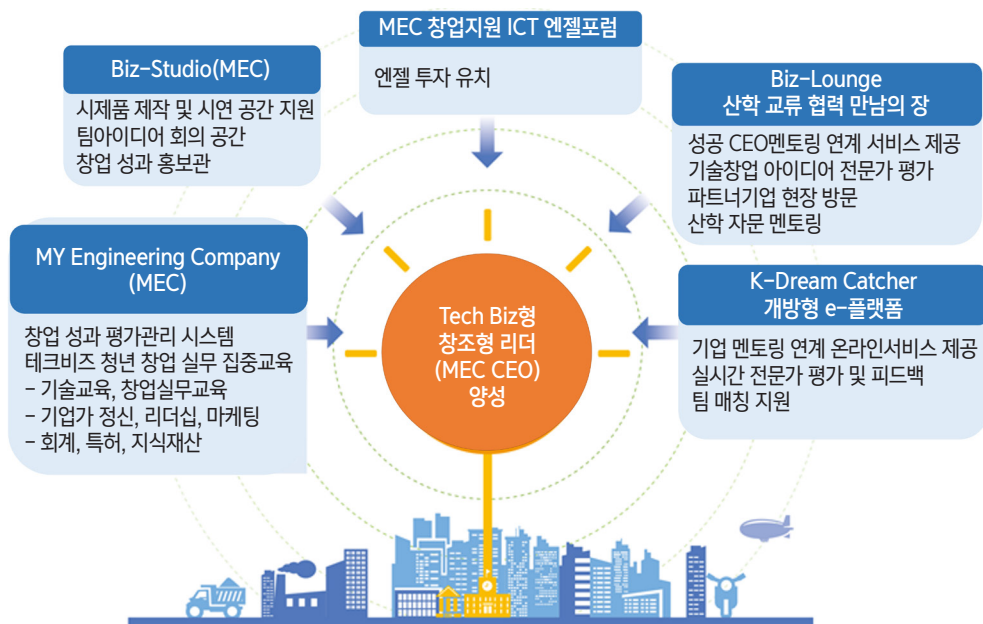 MEC 창업지원 ICT 엔젤포럼
엔젤 투자 유치
Biz-Studio(MEC)
시제품 제작 및 시연 공간 지원
팀아이디어 회의 공간
창업 성과 홍보관
Biz-Lounge
산학 교류 협력 만남의 장
성공 CEO멘토링 연계 서비스 제공
기술창업 아이디어 전문가 평가
파트너기업 현장 방문
산학 자문 멘토링
MY Engineering Company
(MEC)
창업 성과 평가관리 시스템
테크비즈 청년 창업 실무 집중교육
- 기술교육, 창업실무교육
- 기업가 정신, 리더십, 마케팅
- 회계, 특허, 지식재산
K-Dream Catcher
개방형 e-플랫폼
기업 멘토링 연계 온라인서비스 제공
실시간 전문가 평가 및 피드백
팀 매칭 지원
Tech Biz형
창조형 리더
(MEC CEO)
양성